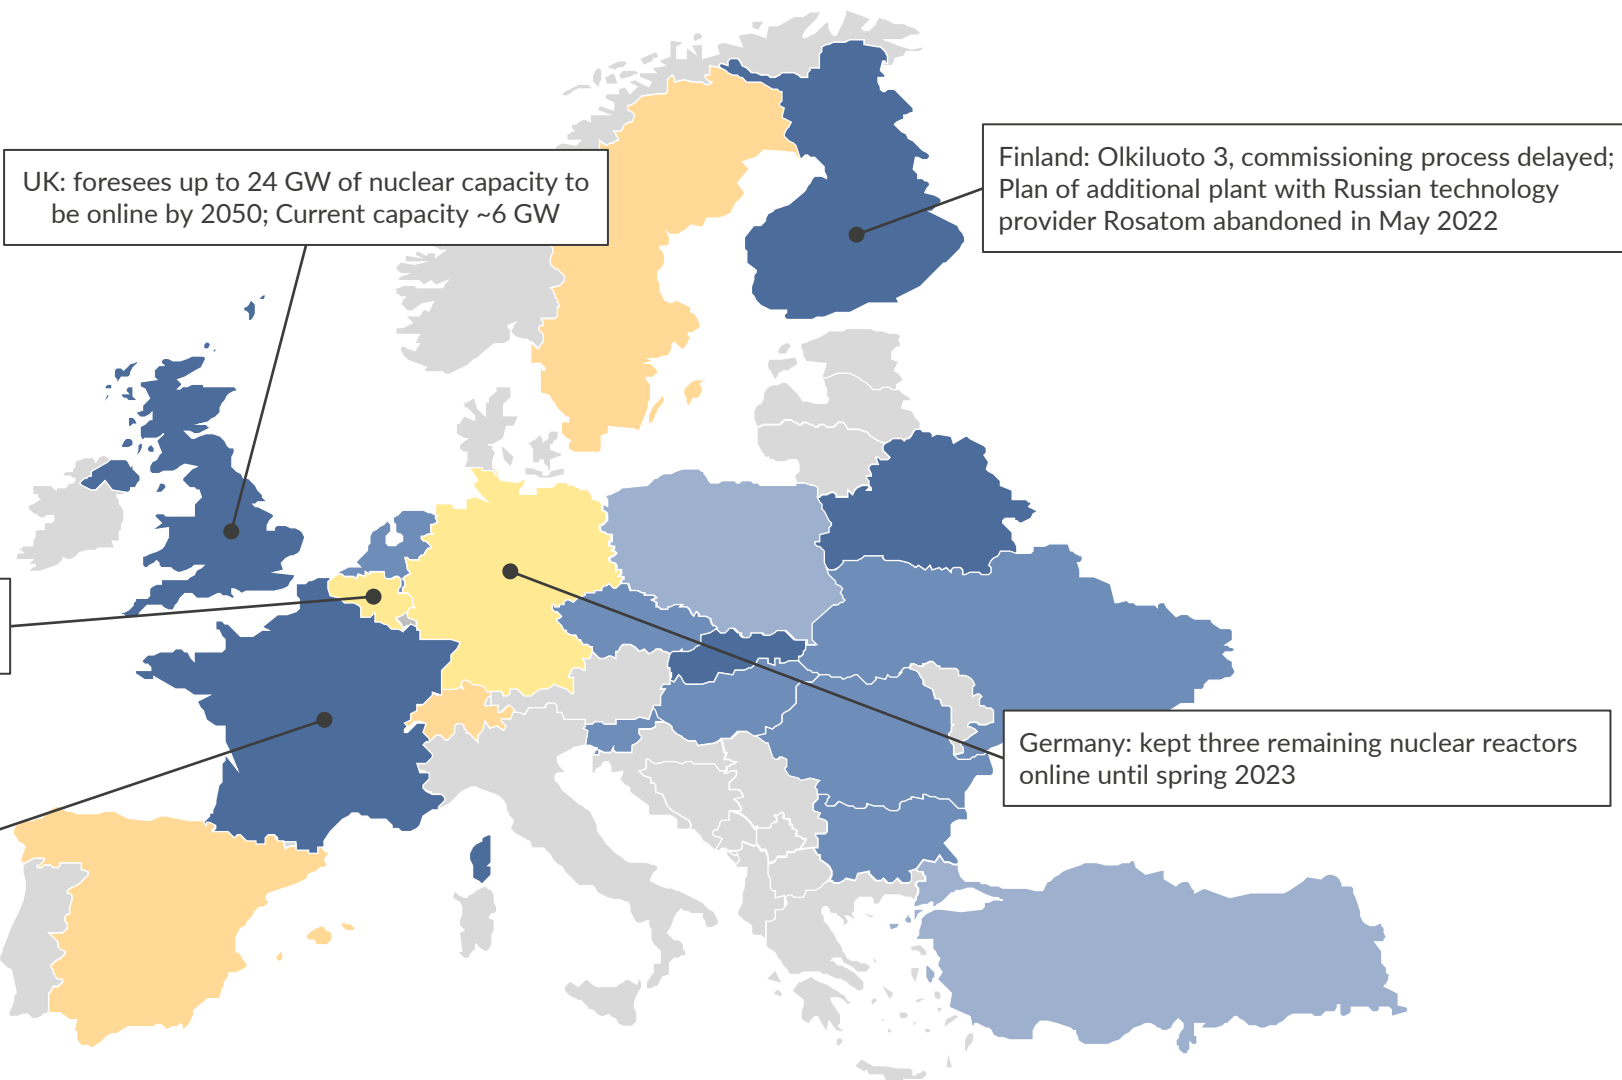 UK: foresees up to 24 GW of nuclear capacity to
be online by 2050; Current capacity ~6 GW
Finland: Olkiluoto 3, commissioning process delayed;
Plan of additional plant with Russian technology
provider Rosatom abandoned in May 2022
Germany: kept three remaining nuclear reactors
online until spring 2023